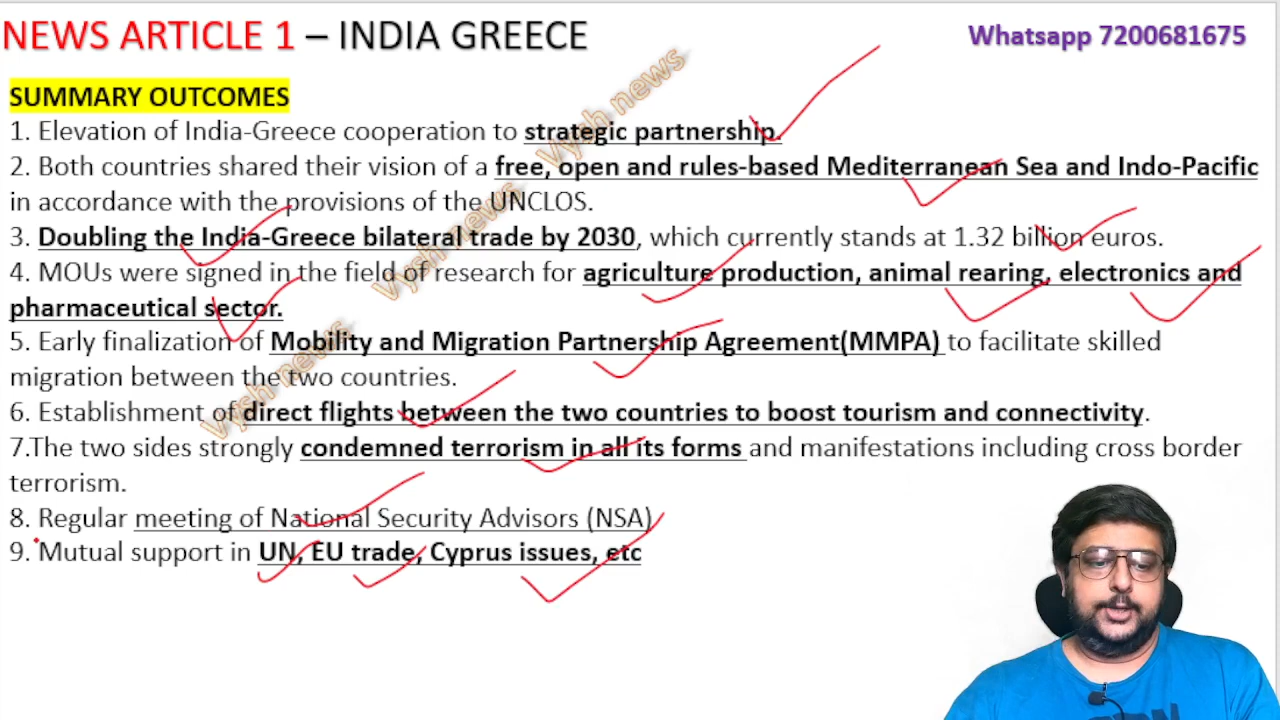 NEWS ARTICLE 1 – INDIA GREECE
Whatsapp 7200681675
SUMMARY OUTCOMES
1. Elevation of India-Greece cooperation to strategic partnership.
2. Both countries shared their vision of a free, open and rules-based Mediterranean Sea and Indo-Pacific
in accordance with the provisions of the UNCLOS.
3. Doubling the India-Greece bilateral trade by 2030, which currently stands at 1.32 billion euros.
4. MOUs were signed in the field of research for agriculture production, animal rearing, electronics and
pharmaceutical sector.
5. Early finalization of Mobility and Migration Partnership Agreement(MMPA) to facilitate skilled
migration between the two countries.
6. Establishment of direct flights between the two countries to boost tourism and connectivity.
7.The two sides strongly condemned terrorism in all its forms and manifestations including cross border
terrorism.
8. Regular meeting of National Security Advisors (NSA)
9. Mutual support in UN, EU trade, Cyprus issues, etc
Vysh news
Vysh news
Vysh news